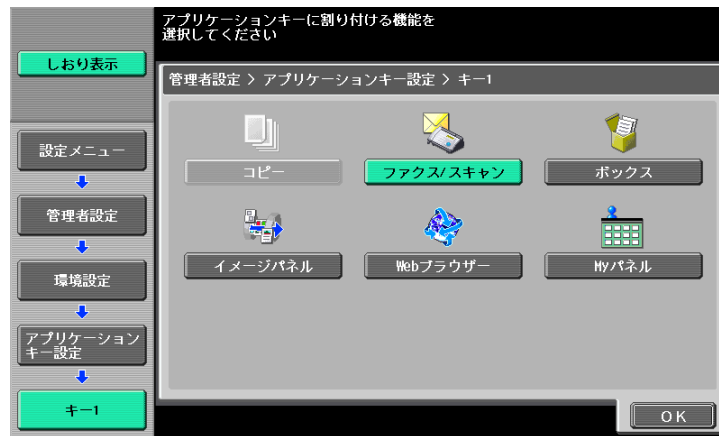 アプリケーションキーに割り付ける機能を
選択してください
しおり表示
管理者設定 > アプリケーションキー設定 > キー1
設定メニュー
管理者設定
環境設定
アプリケーション
キー設定
キー1
コピー
ファクス/スキャン
ボックス
イメージパネル
Webブラウザー
Myパネル
OK